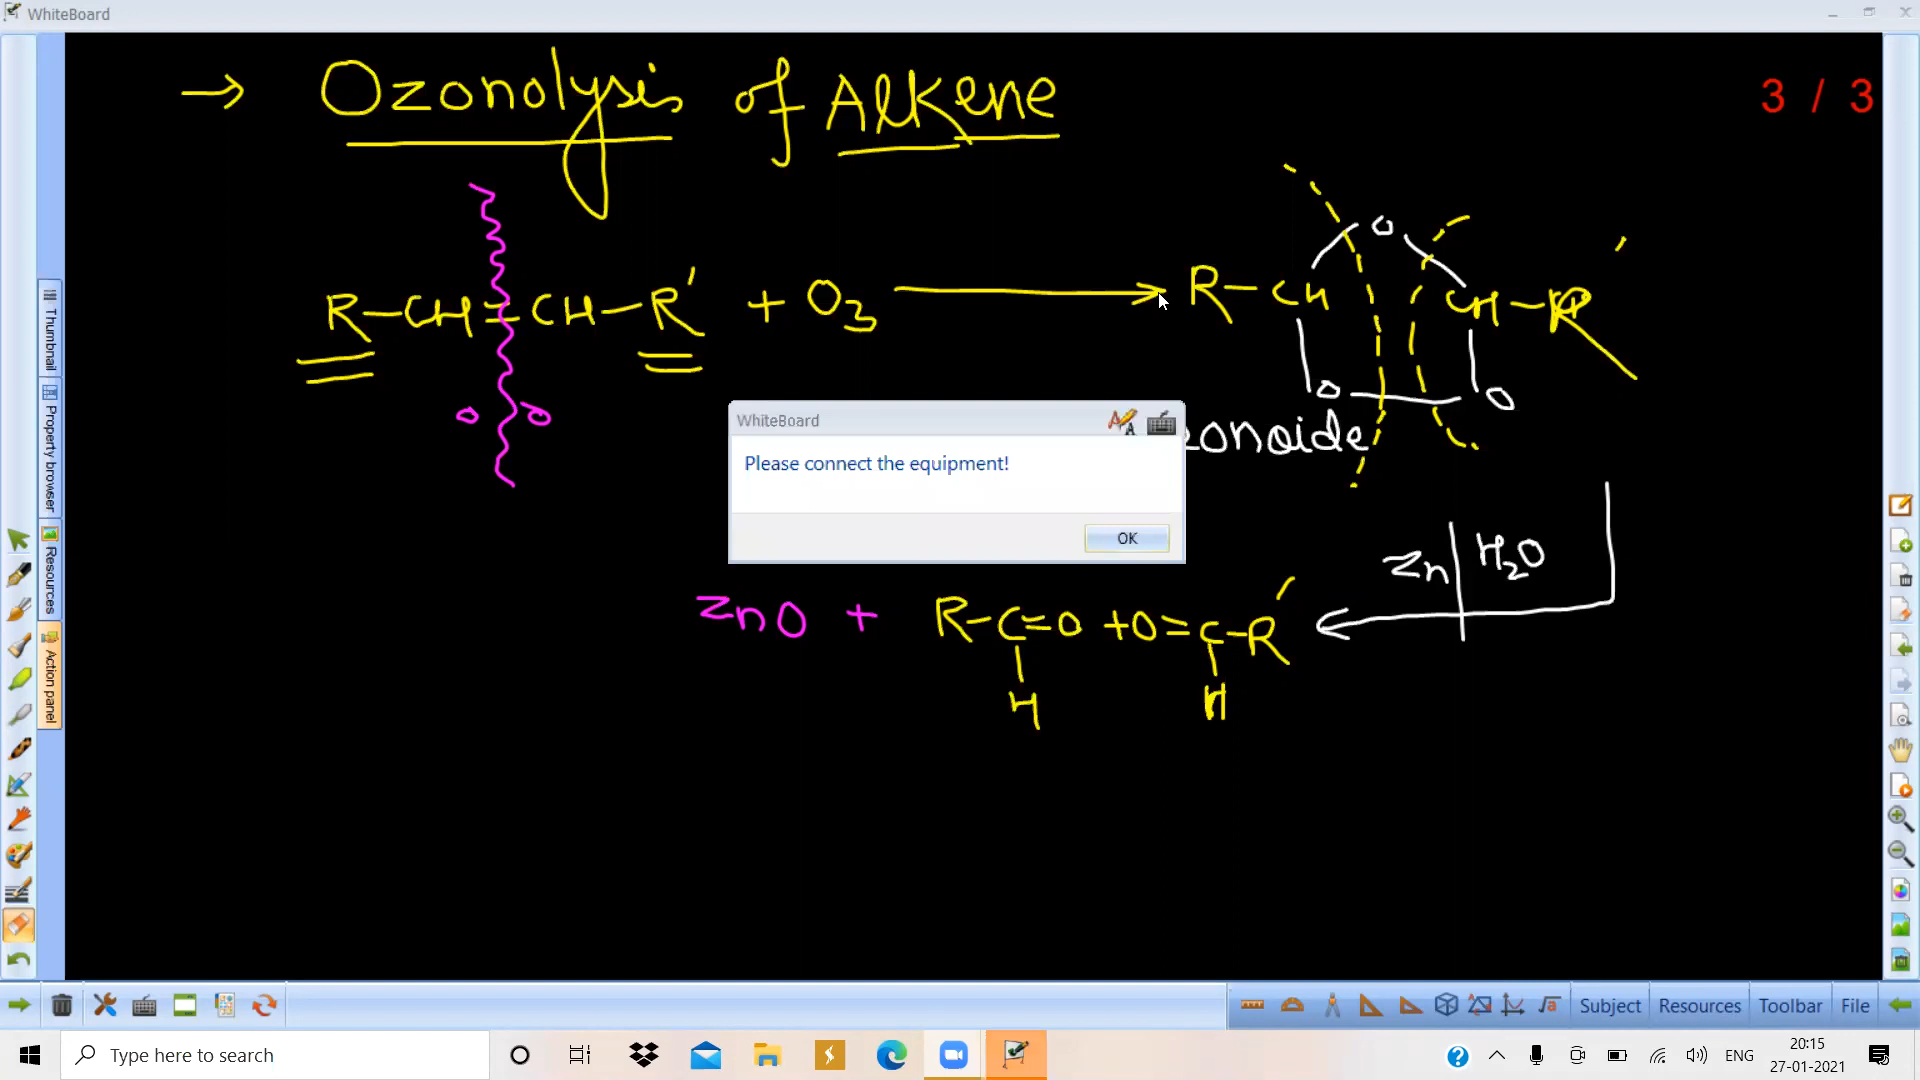 WhiteBoard
→ Ozonolysis of Alkene
3 / 3
R-CH=CH-R' + O3 → R-CH O CH-R'
O O
O O
zonoide
WhiteBoard
Please connect the equipment!
OK
Zn | H2O
ZnO + R-C=O + O=C-R'
H H
Thumbnail
Property browser
Resources
Action panel
Subject Resources Toolbar File
Type here to search
ENG
20:15
27-01-2021